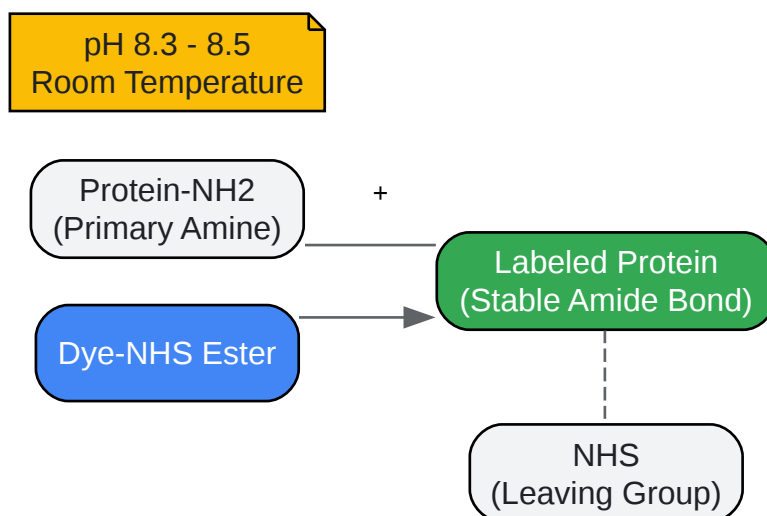 pH 8.3 - 8.5
Room Temperature
Protein-NH2
(Primary Amine)
+
Labeled Protein
(Stable Amide Bond)
Dye-NHS Ester
NHS
(Leaving Group)